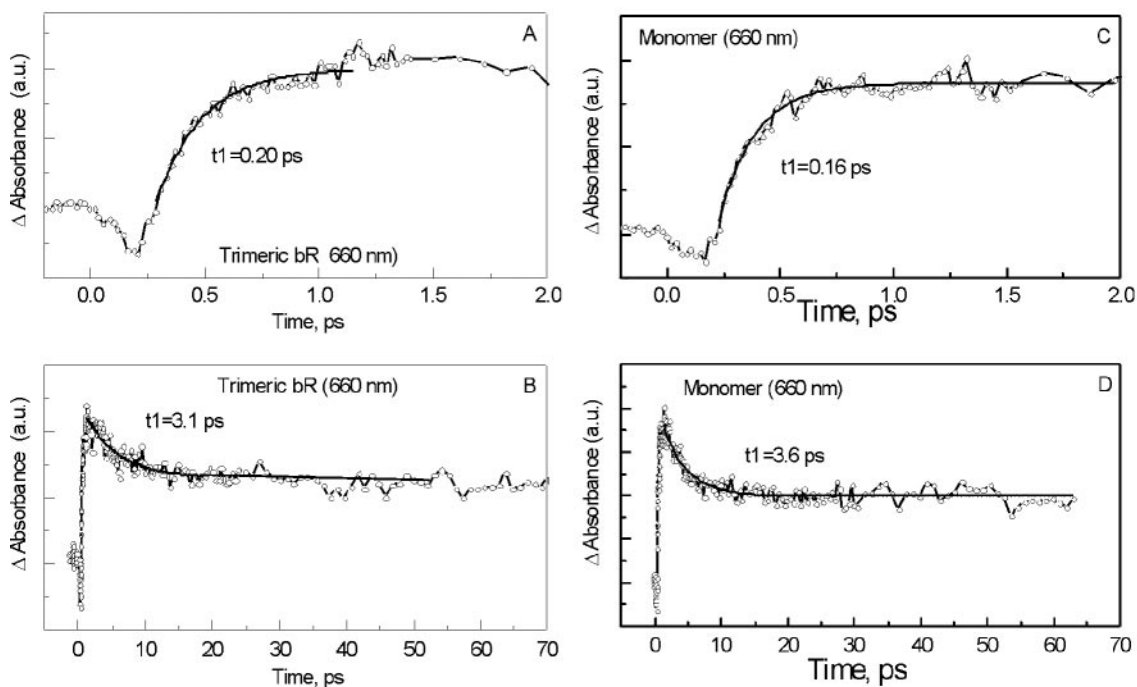 A
Δ Absorbance (a.u.)
t1=0.20 ps
Trimeric bR 660 nm)
0.0 0.5 1.0 1.5 2.0
Time, ps
C
Monomer (660 nm)
Δ Absorbance (a.u.)
t1=0.16 ps
0.0 0.5 1.0 1.5 2.0
Time, ps
Trimeric bR (660 nm)
B
Δ Absorbance (a.u.)
t1=3.1 ps
0 10 20 30 40 50 60 70
Time, ps
Monomer (660 nm)
D
Δ Absorbance (a.u.)
t1=3.6 ps
0 10 20 30 40 50 60 70
Time, ps